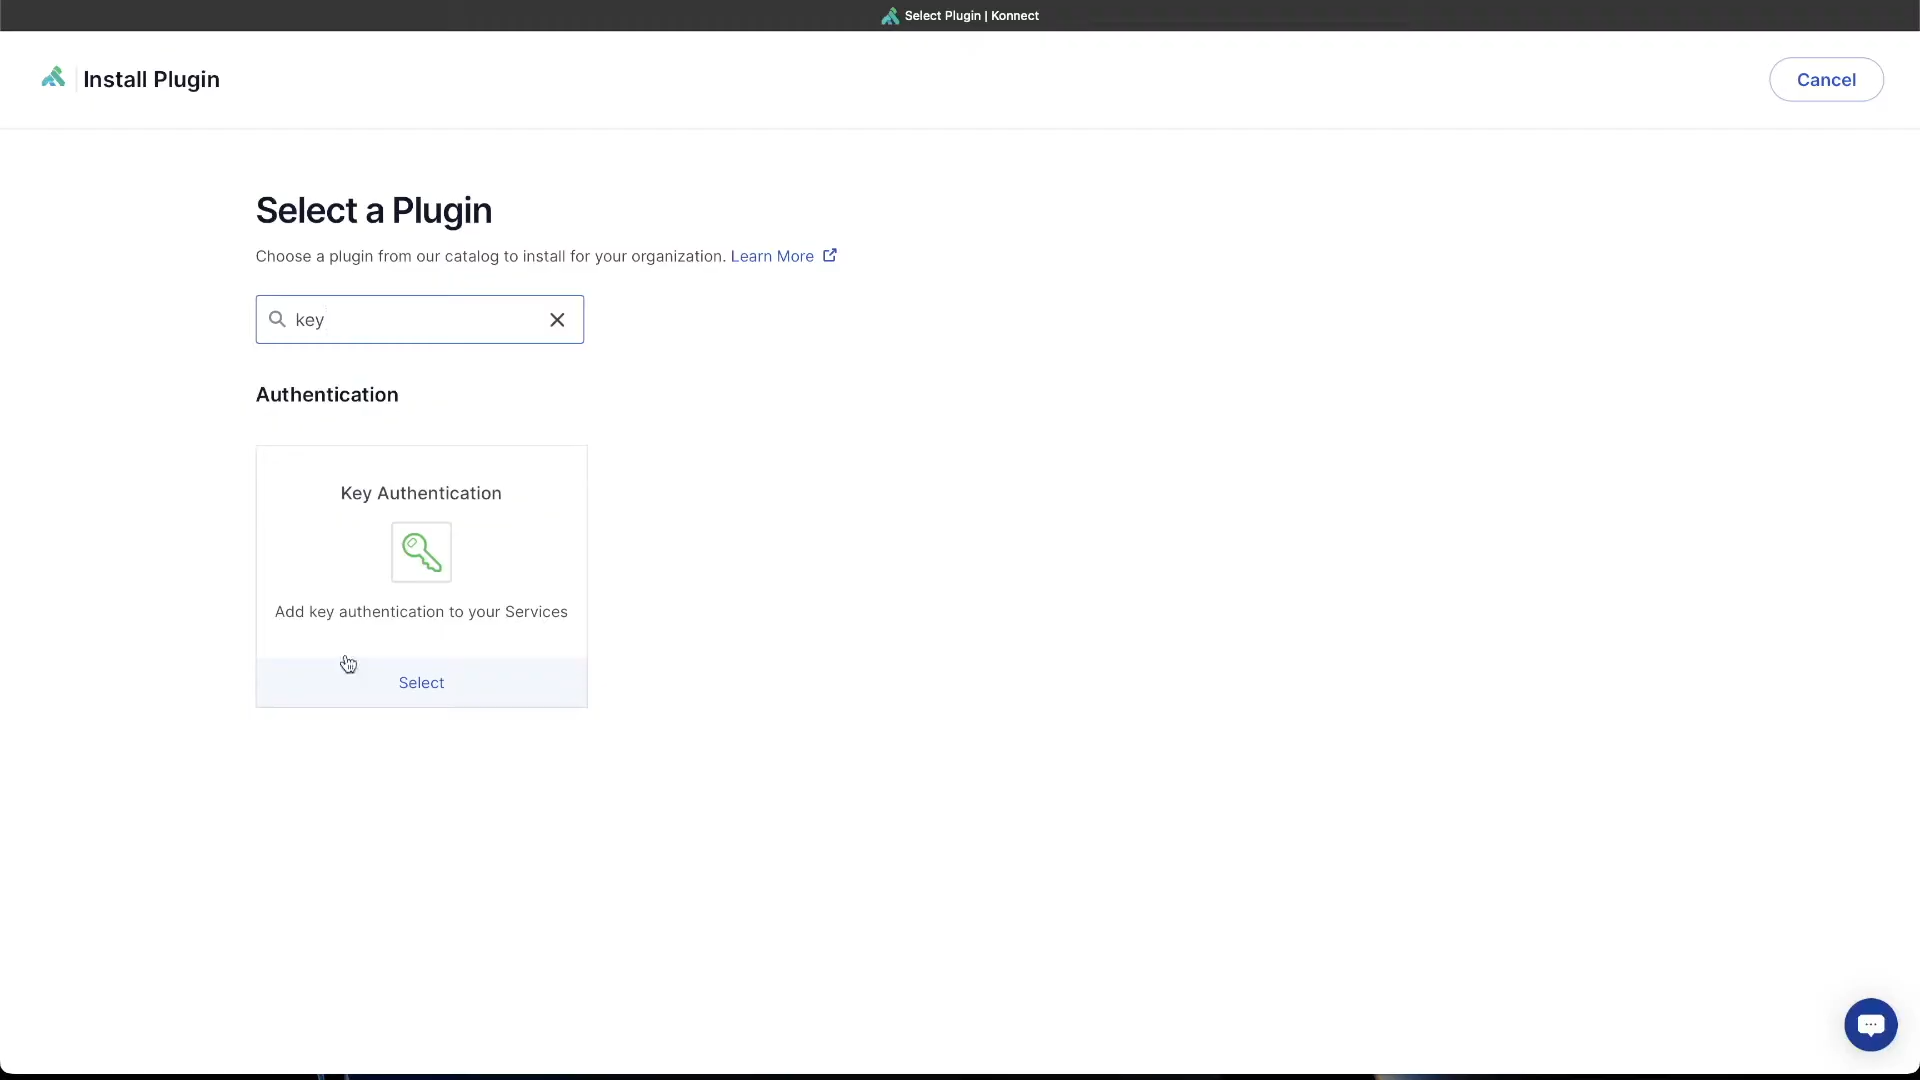 Select Plugin | Konnect
Install Plugin
Cancel
Select a Plugin
Choose a plugin from our catalog to install for your organization. Learn More
key
Authentication
Key Authentication
Add key authentication to your Services
Select